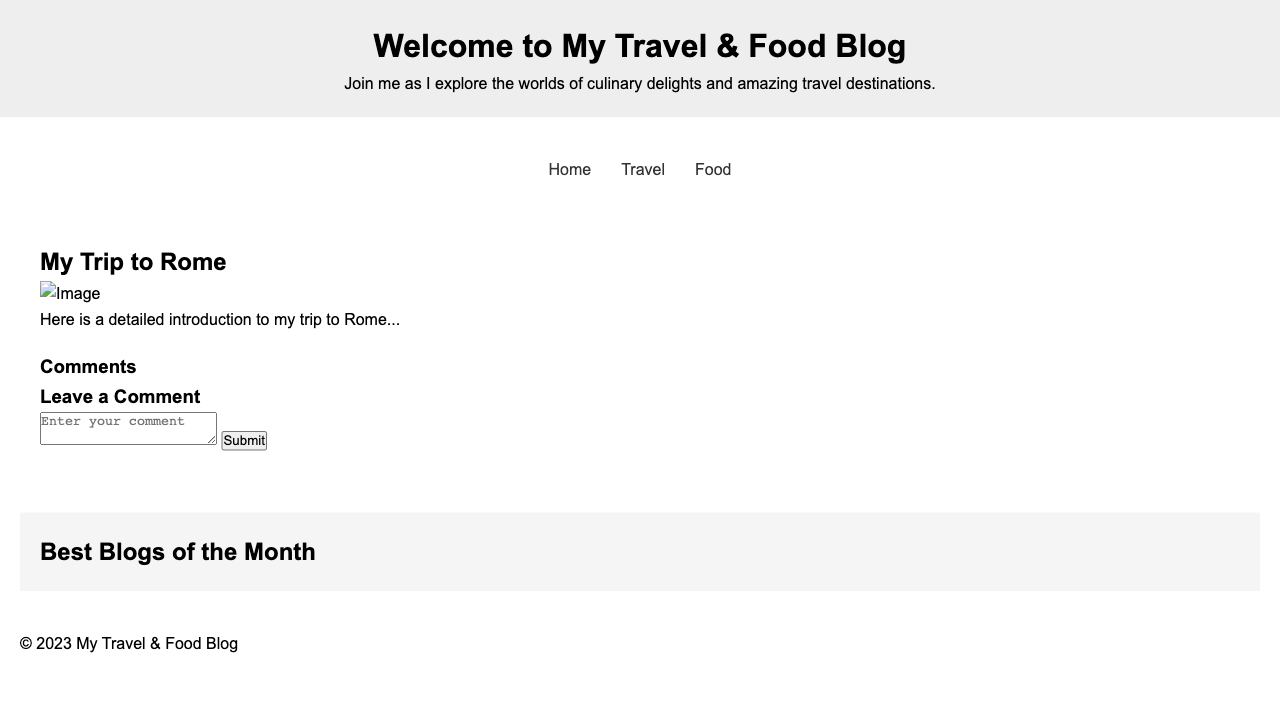 Welcome to My Travel & Food Blog
Join me as I explore the worlds of culinary delights and amazing travel destinations.
Home Travel Food
My Trip to Rome
Image
Here is a detailed introduction to my trip to Rome...
Comments
Leave a Comment
Enter your comment
Submit
Best Blogs of the Month
© 2023 My Travel & Food Blog